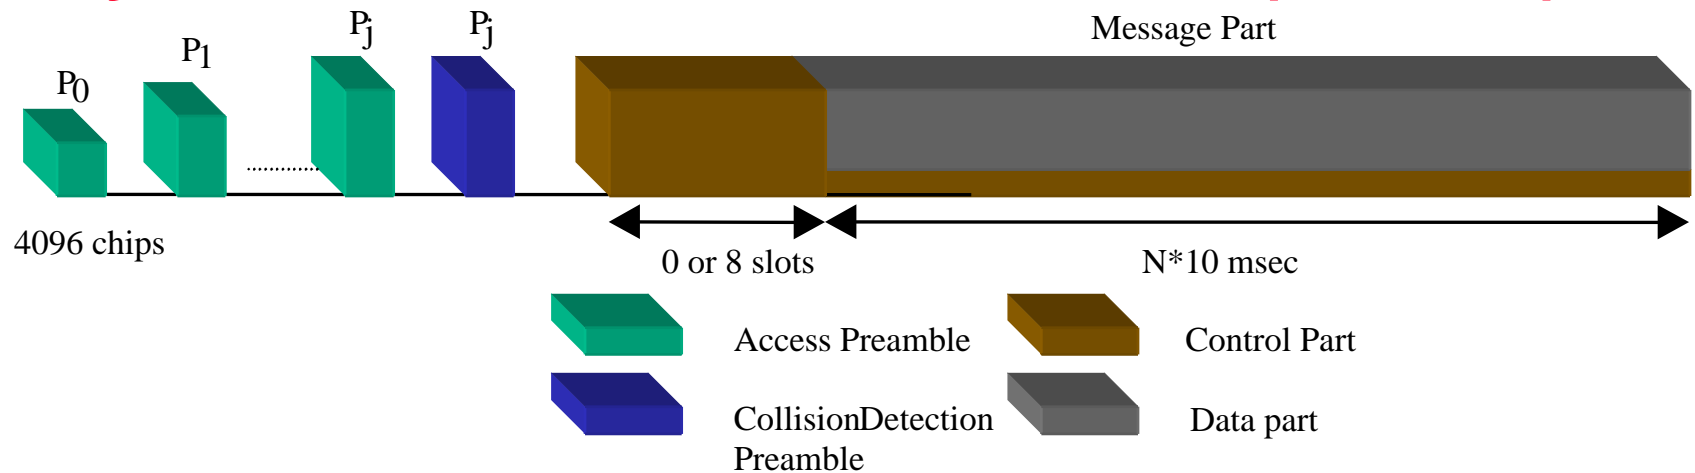 P0
P1
Pj
Pj
Message Part
4096 chips
0 or 8 slots
N*10 msec
Access Preamble
Control Part
CollisionDetection
Preamble
Data part